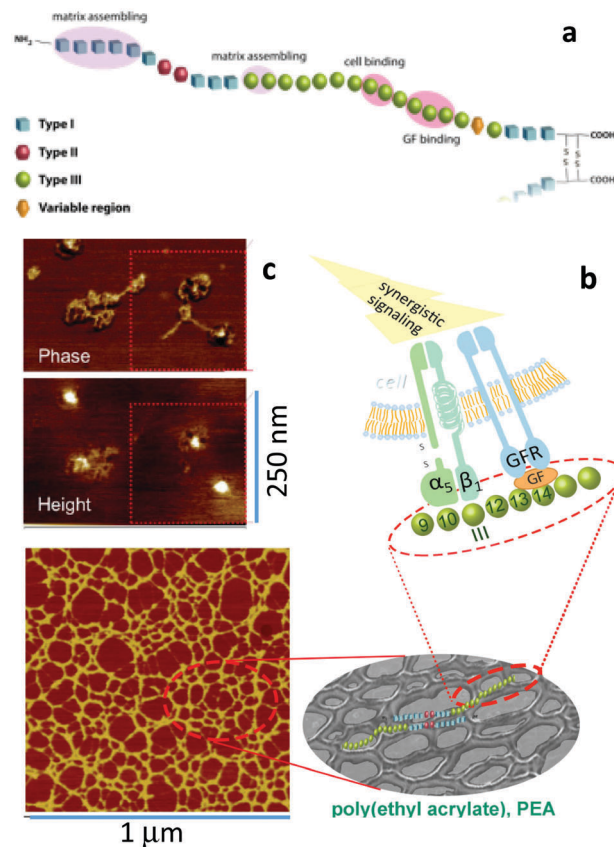 a
matrix assembling
NH2
matrix assembling
cell binding
GF binding
COOH
S
S
S
S
COOH
Type I
Type II
Type III
Variable region
c
Phase
Height
250 nm
1 μm
b
synergistic
signaling
cell
S
S
α5
β1
GFR
GF
9
10
12
13
14
III
poly(ethyl acrylate), PEA